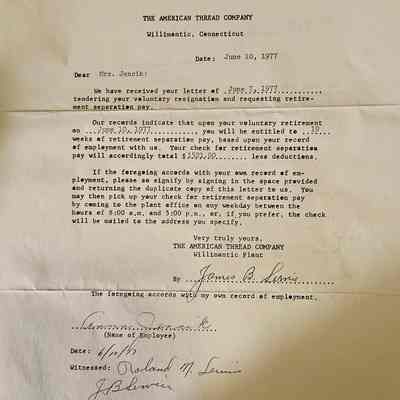 THE AMERICAN THREAD COMPANY
Willimantic, Connecticut
Date: June 10, 1977
Dear Mrs. Jencik:
We have received your letter of June 7, 1977,
tendering your voluntary resignation and requesting retire-
ment separation pay.
Our records indicate that upon your voluntary retirement
on June 10, 1977, you will be entitled to 10
weeks of retirement separation pay, based upon your record
of employment with us. Your check for retirement separation
pay will accordingly total $1501.00 less deductions.
If the foregoing accords with your own record of em-
ployment, please so signify by signing in the space provided
and returning the duplicate copy of this letter to us. You
may then pick up your check for retirement separation pay
by coming to the plant office on any weekday between the
hours of 8:00 a.m. and 5:00 p.m., or, if you prefer, the check
will be mailed to the address you specify.
Very truly yours,
THE AMERICAN THREAD COMPANY
Willimantic Plant
By James B. Lewis
The foregoing accords with my own record of employment.
(Name of Employee)
Date: 6/10/77
Witnessed: Roland M. Lewis
J B Lewis